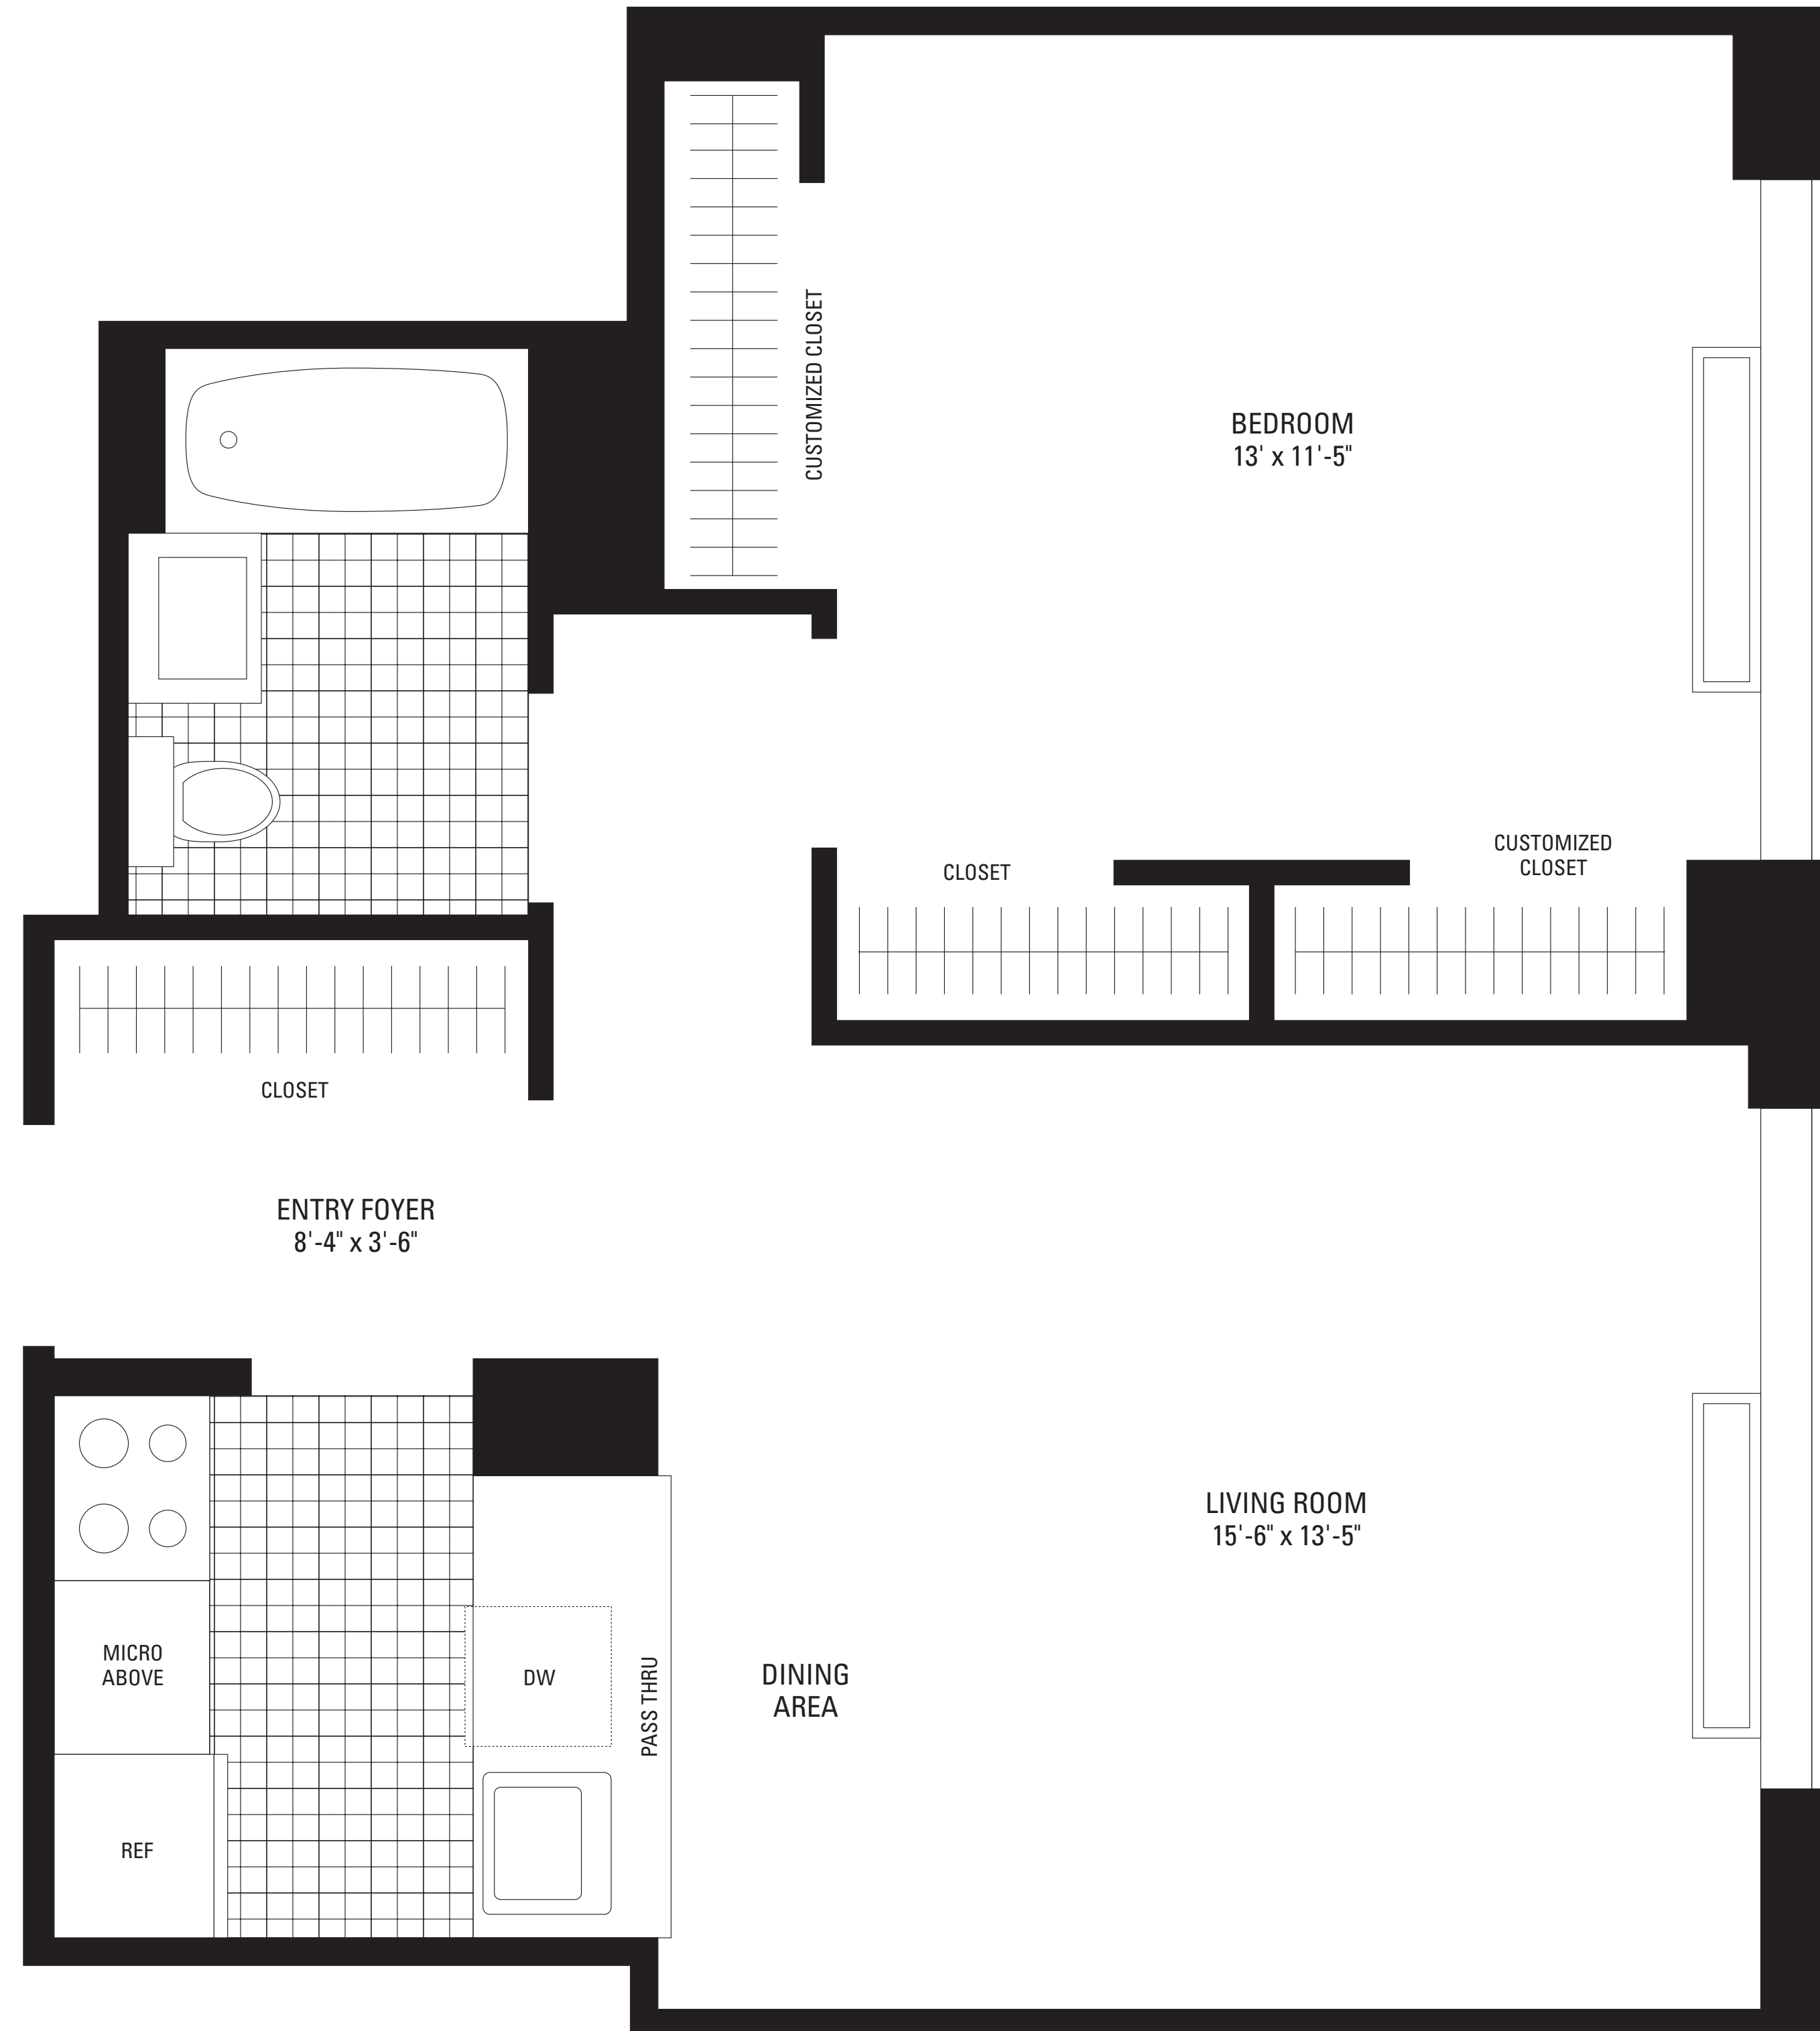 CUSTOMIZED CLOSET
BEDROOM
13' x 11'-5"
CLOSET
CUSTOMIZED
CLOSET
CLOSET
ENTRY FOYER
8'-4" x 3'-6"
LIVING ROOM
15'-6" x 13'-5"
MICRO
ABOVE
DW
PASS THRU
DINING
AREA
REF